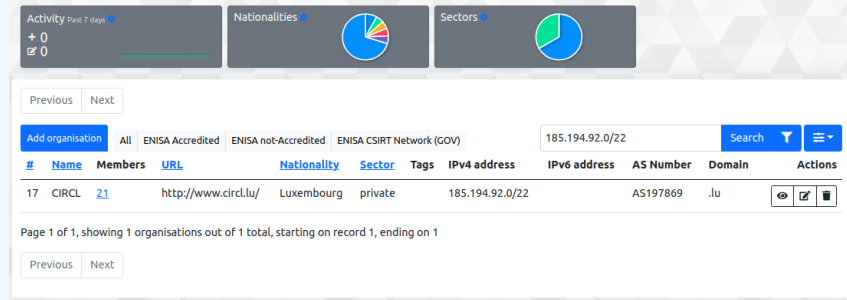 Activity Past 7 days
+ 0
0
Nationalities
Sectors
Previous Next
Add organisation All ENISA Accredited ENISA not-Accredited ENISA CSIRT Network (GOV) 185.194.92.0/22 Search
# Name Members URL Nationality Sector Tags IPv4 address IPv6 address AS Number Domain Actions
17 CIRCL 21 http://www.circl.lu/ Luxembourg private 185.194.92.0/22 AS197869 .lu
Page 1 of 1, showing 1 organisations out of 1 total, starting on record 1, ending on 1
Previous Next